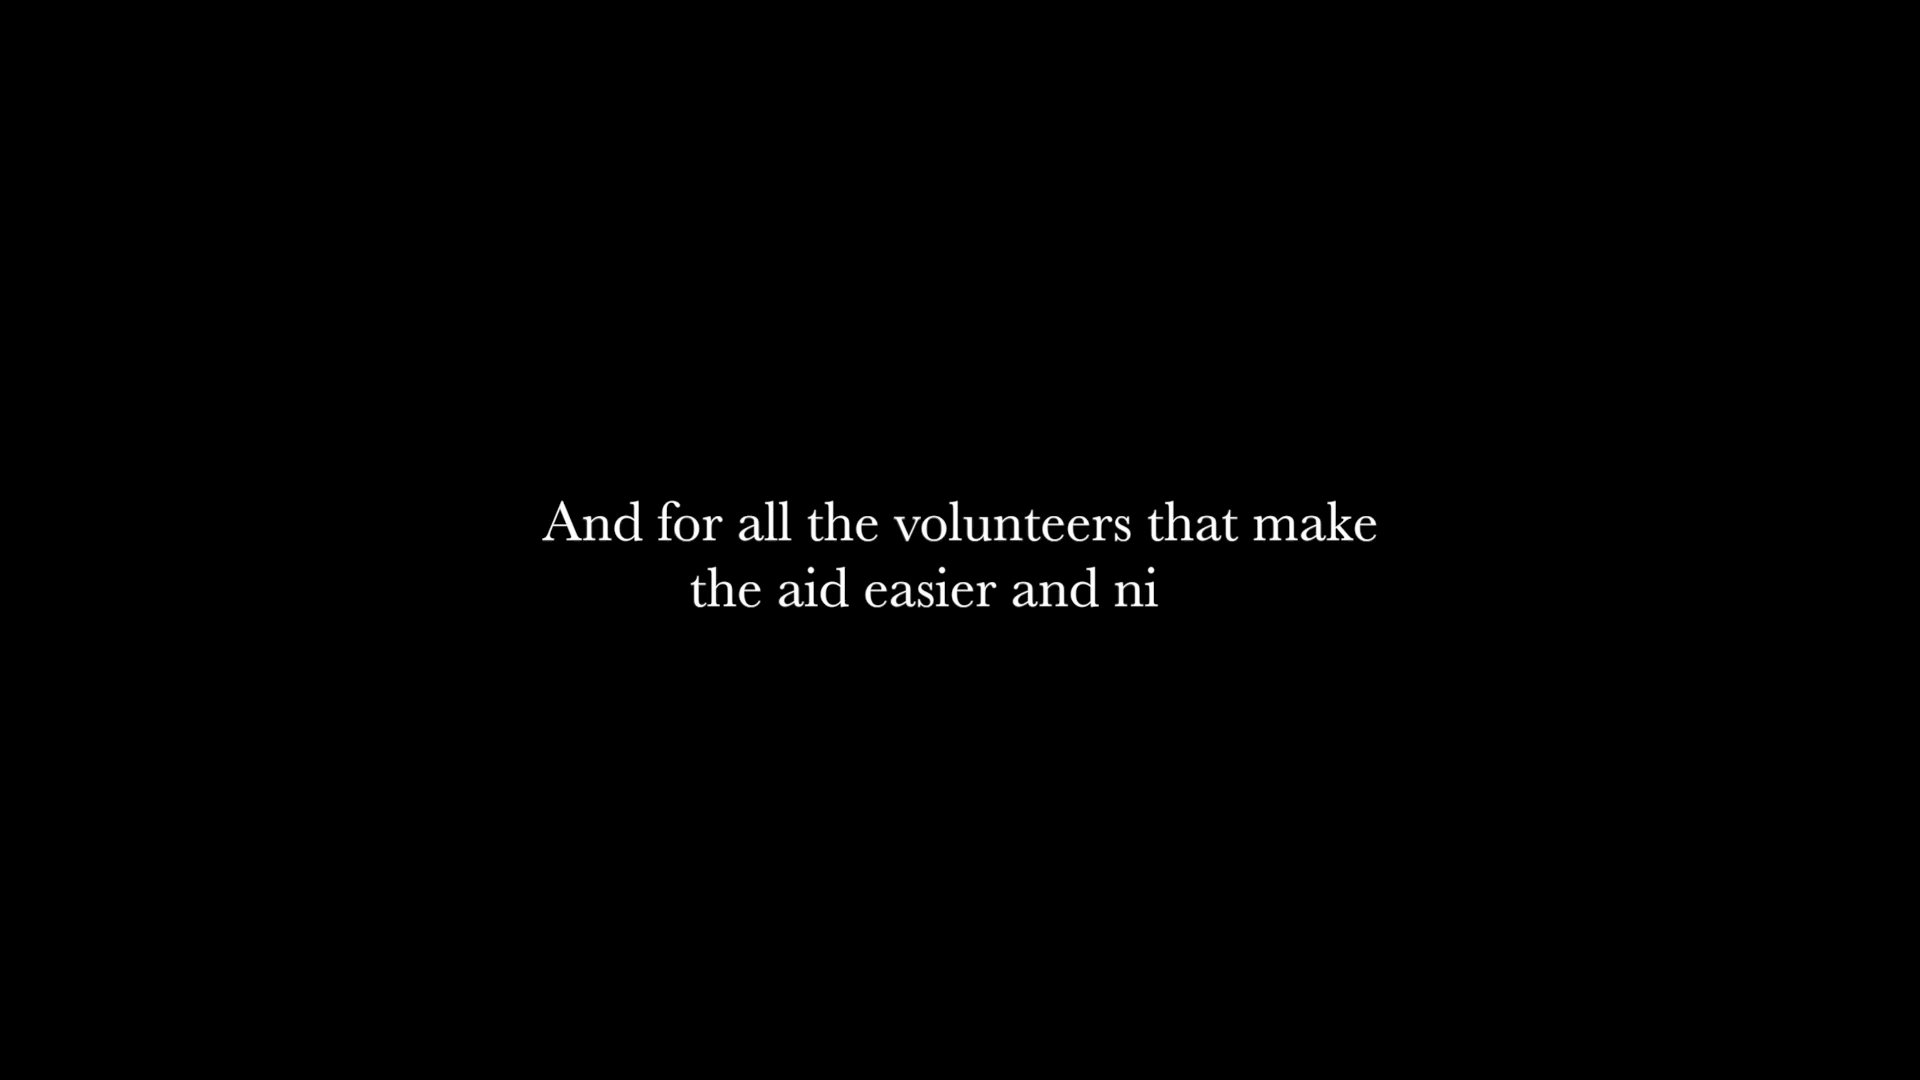 And for all the volunteers that make
the aid easier and ni